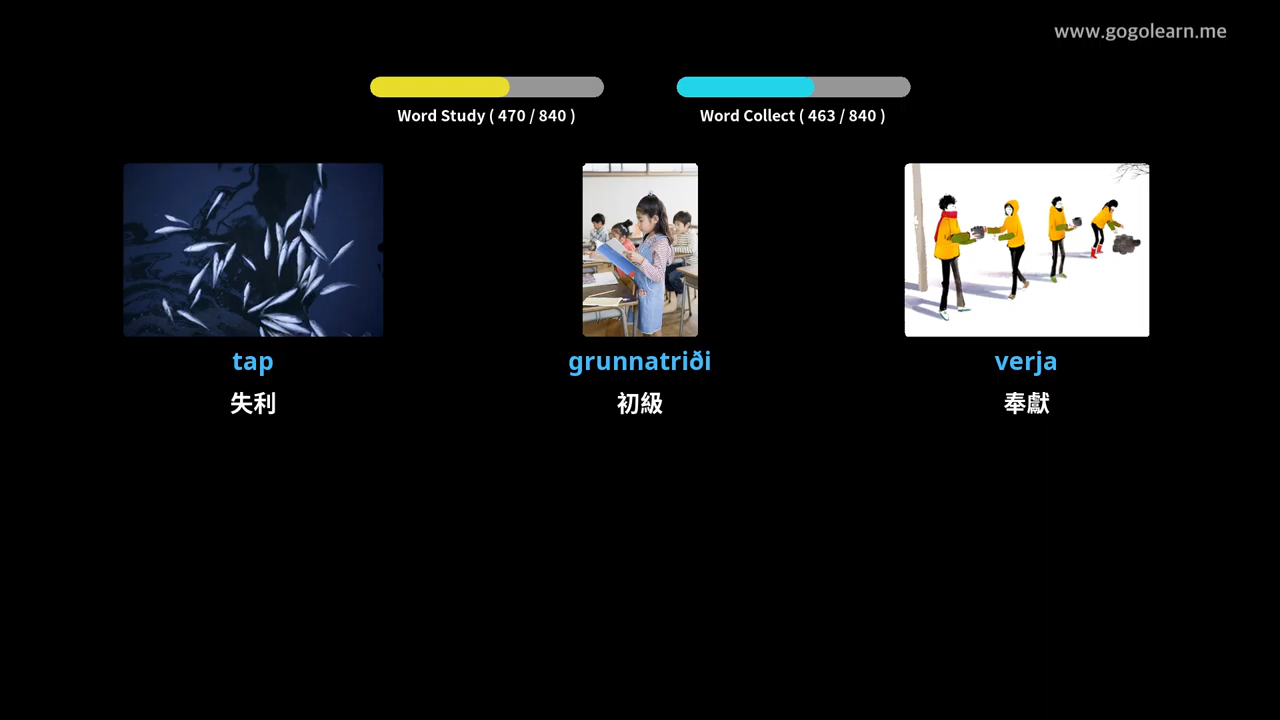 www.gogolearn.me
Word Study ( 470 / 840 )
Word Collect ( 463 / 840 )
tap
grunnatriði
verja
失利
初級
奉獻